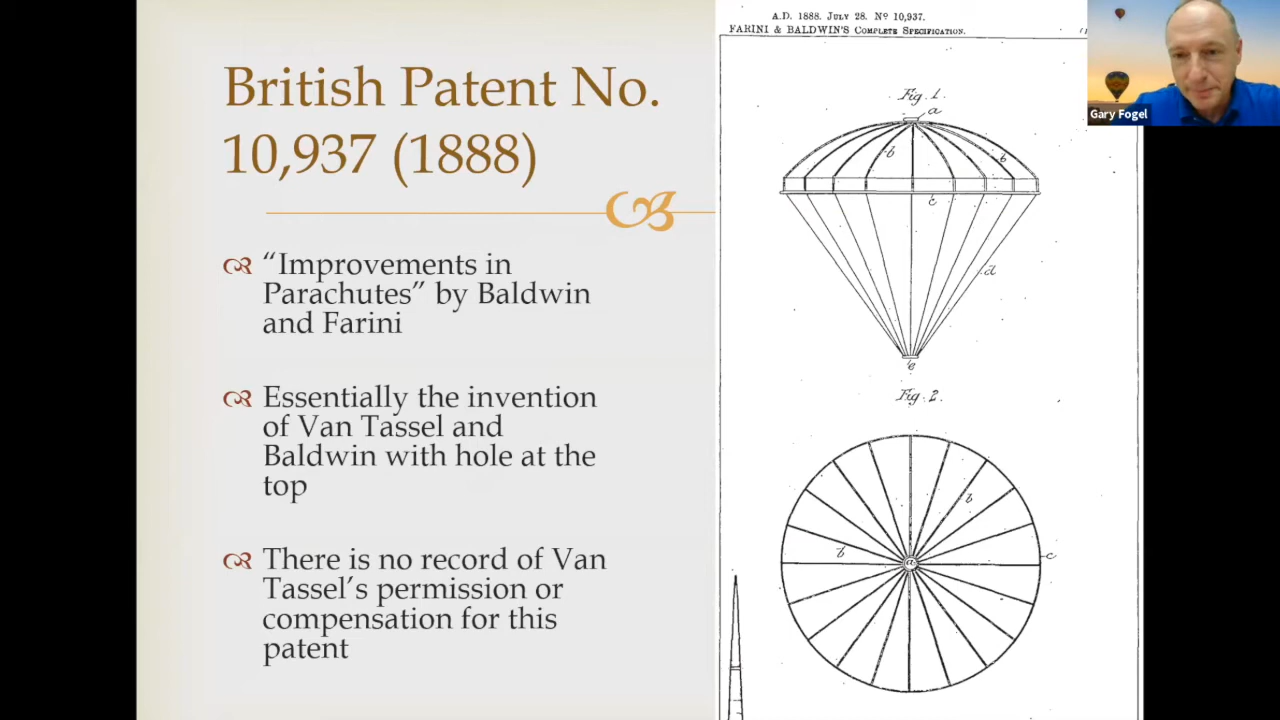 British Patent No.
10,937 (1888)
“Improvements in
Parachutes” by Baldwin
and Farini
Essentially the invention
of Van Tassel and
Baldwin with hole at the
top
There is no record of Van
Tassel’s permission or
compensation for this
patent
A.D. 1888. JULY 28. Nº 10,937.
FARINI & BALDWIN'S COMPLETE SPECIFICATION.
Fig. 1.
a
b
b
c
d
e
Fig. 2.
b
b
c
a
Gary Fogel